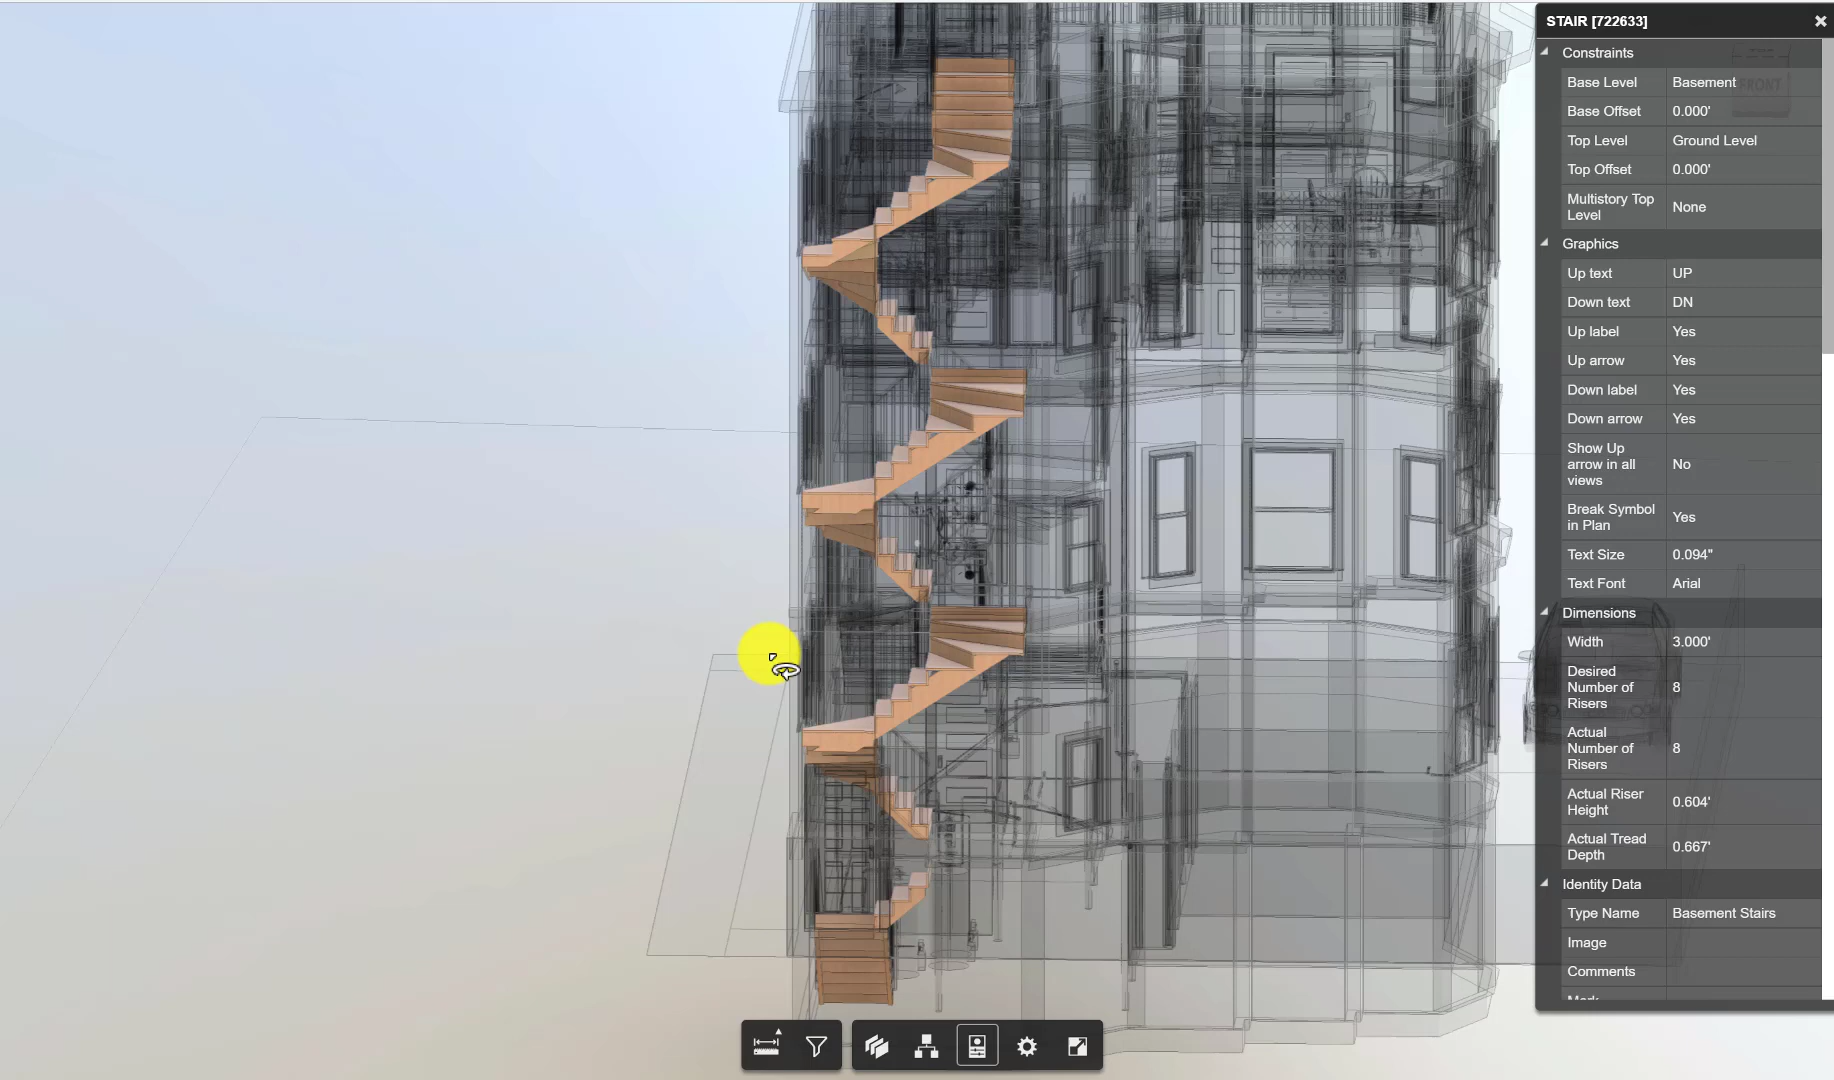 STAIR [722633]
Constraints
Base Level Basement
FRONT
Base Offset 0.000'
Top Level Ground Level
Top Offset 0.000'
Multistory Top
Level
None
Graphics
Up text UP
Down text DN
Up label Yes
Up arrow Yes
Down label Yes
Down arrow Yes
Show Up
arrow in all
views
No
Break Symbol
in Plan
Yes
Text Size 0.094"
Text Font Arial
Dimensions
Width 3.000'
Desired
Number of
Risers
8
Actual
Number of
Risers
8
Actual Riser
Height
0.604'
Actual Tread
Depth
0.667'
Identity Data
Type Name Basement Stairs
Image
Comments
Mark